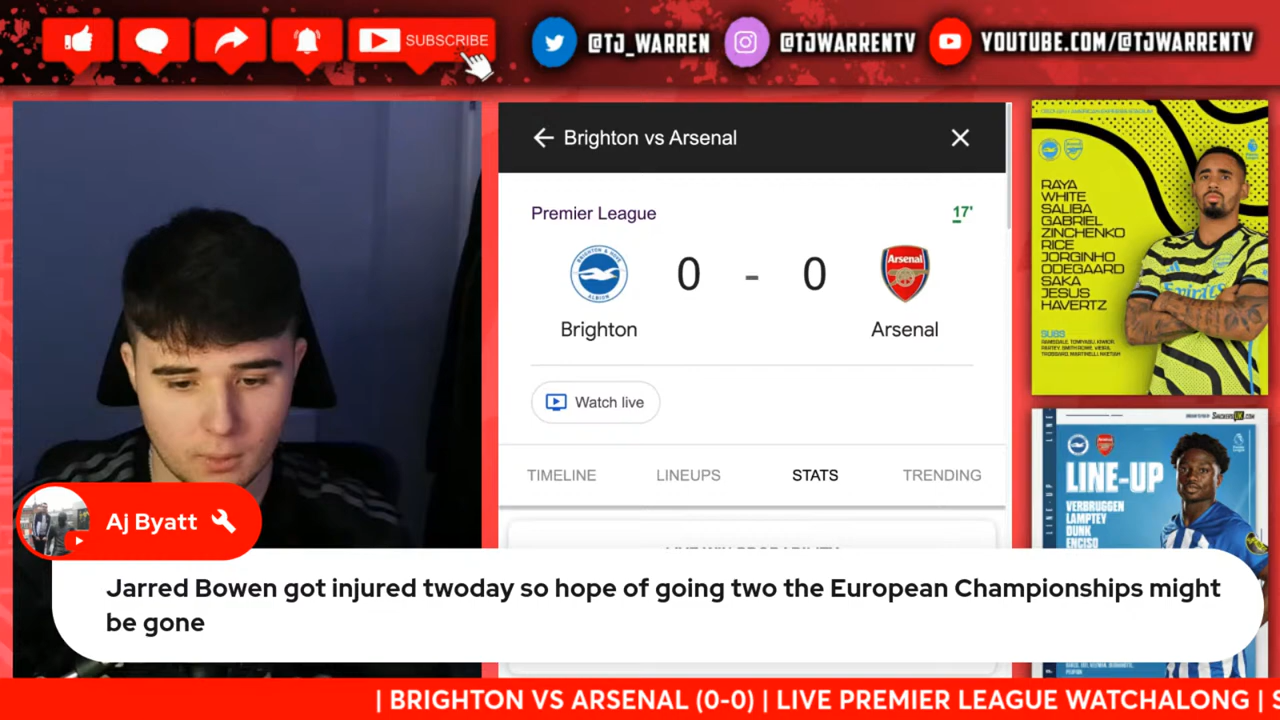 SUBSCRIBE
@TJ_WARREN
@TJWARRENTV
YOUTUBE.COM/@TJWARRENTV
Brighton vs Arsenal
Premier League
17'
0 - 0
Arsenal
Brighton
Arsenal
Watch live
TIMELINE
LINEUPS
STATS
TRENDING
RAYA
WHITE
SALIBA
GABRIEL
ZINCHENKO
RICE
JORGINHO
ODEGAARD
SAKA
JESUS
HAVERTZ
SUBS
LINE-UP
VERBRUGGEN
LAMPTEY
DUNK
ENCISO
Aj Byatt
Jarred Bowen got injured twoday so hope of going two the European Championships might
be gone
| BRIGHTON VS ARSENAL (0-0) | LIVE PREMIER LEAGUE WATCHALONG | S